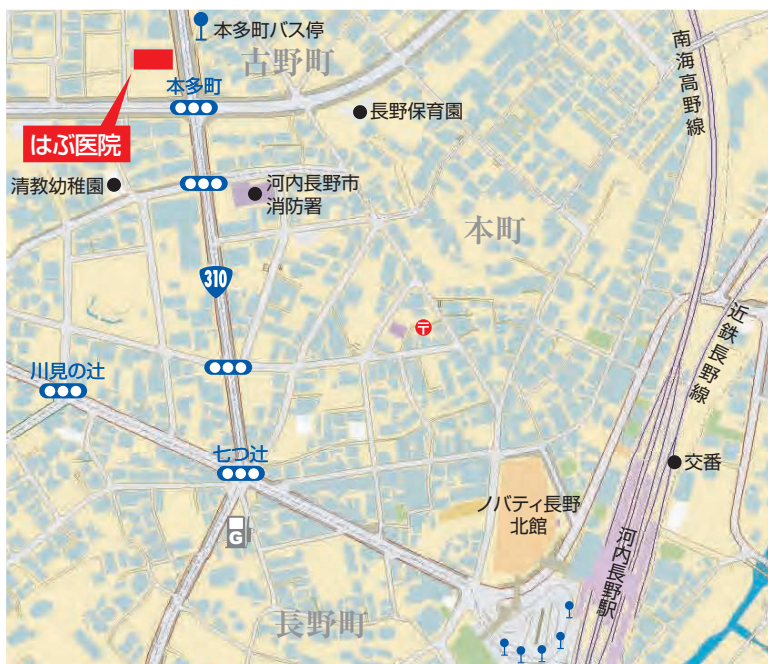 本多町バス停
古野町
本多町
南海高野線
長野保育園
はぶ医院
清教幼稚園
河内長野市
消防署
本町
310
〒
近鉄長野線
川見の辻
七つ辻
交番
ノバティ長野
北館
G
河内長野駅
長野町